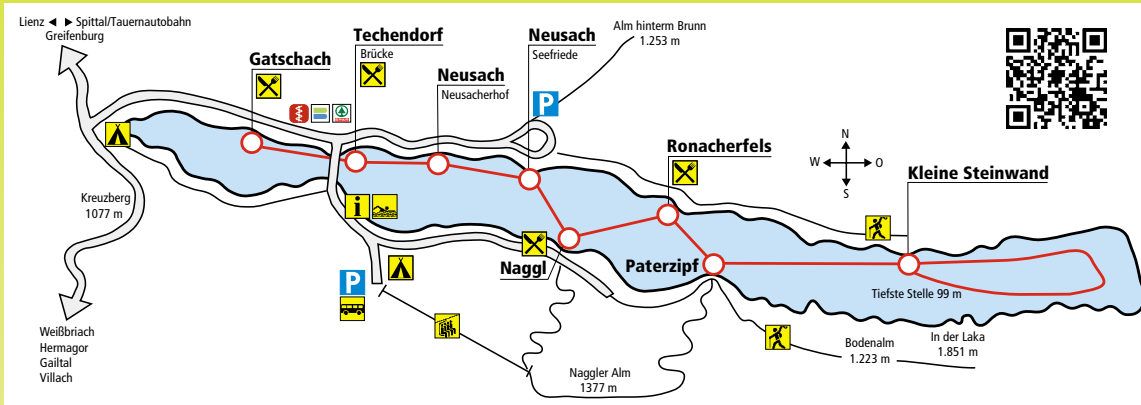 Lienz ◄ ► Spittal/Tauernautobahn
Greifenburg
Gatschach
Techendorf
Brücke
Neusach
Neusacherhof
Neusach
Seefriede
Alm hinterm Brunn
1.253 m
P
Ronacherfels
N
W
O
S
Kleine Steinwand
Kreuzberg
1077 m
i
Naggl
Paterzipf
P
Tiefste Stelle 99 m
Weißbriach
Hermagor
Gailtal
Villach
Naggler Alm
1377 m
Bodenalm
1.223 m
In der Laka
1.851 m